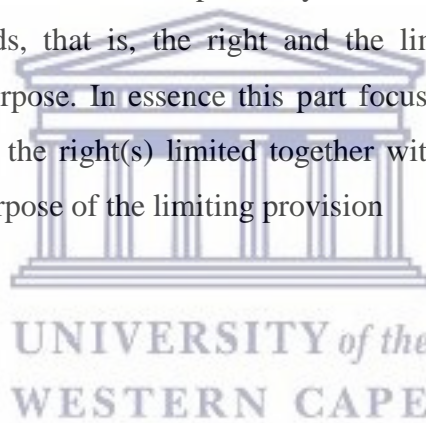 ds, that is, the right and the lin
rpose. In essence this part focus
the right(s) limited together wit
rpose of the limiting provision
UNIVERSITY of the
WESTERN CAPE